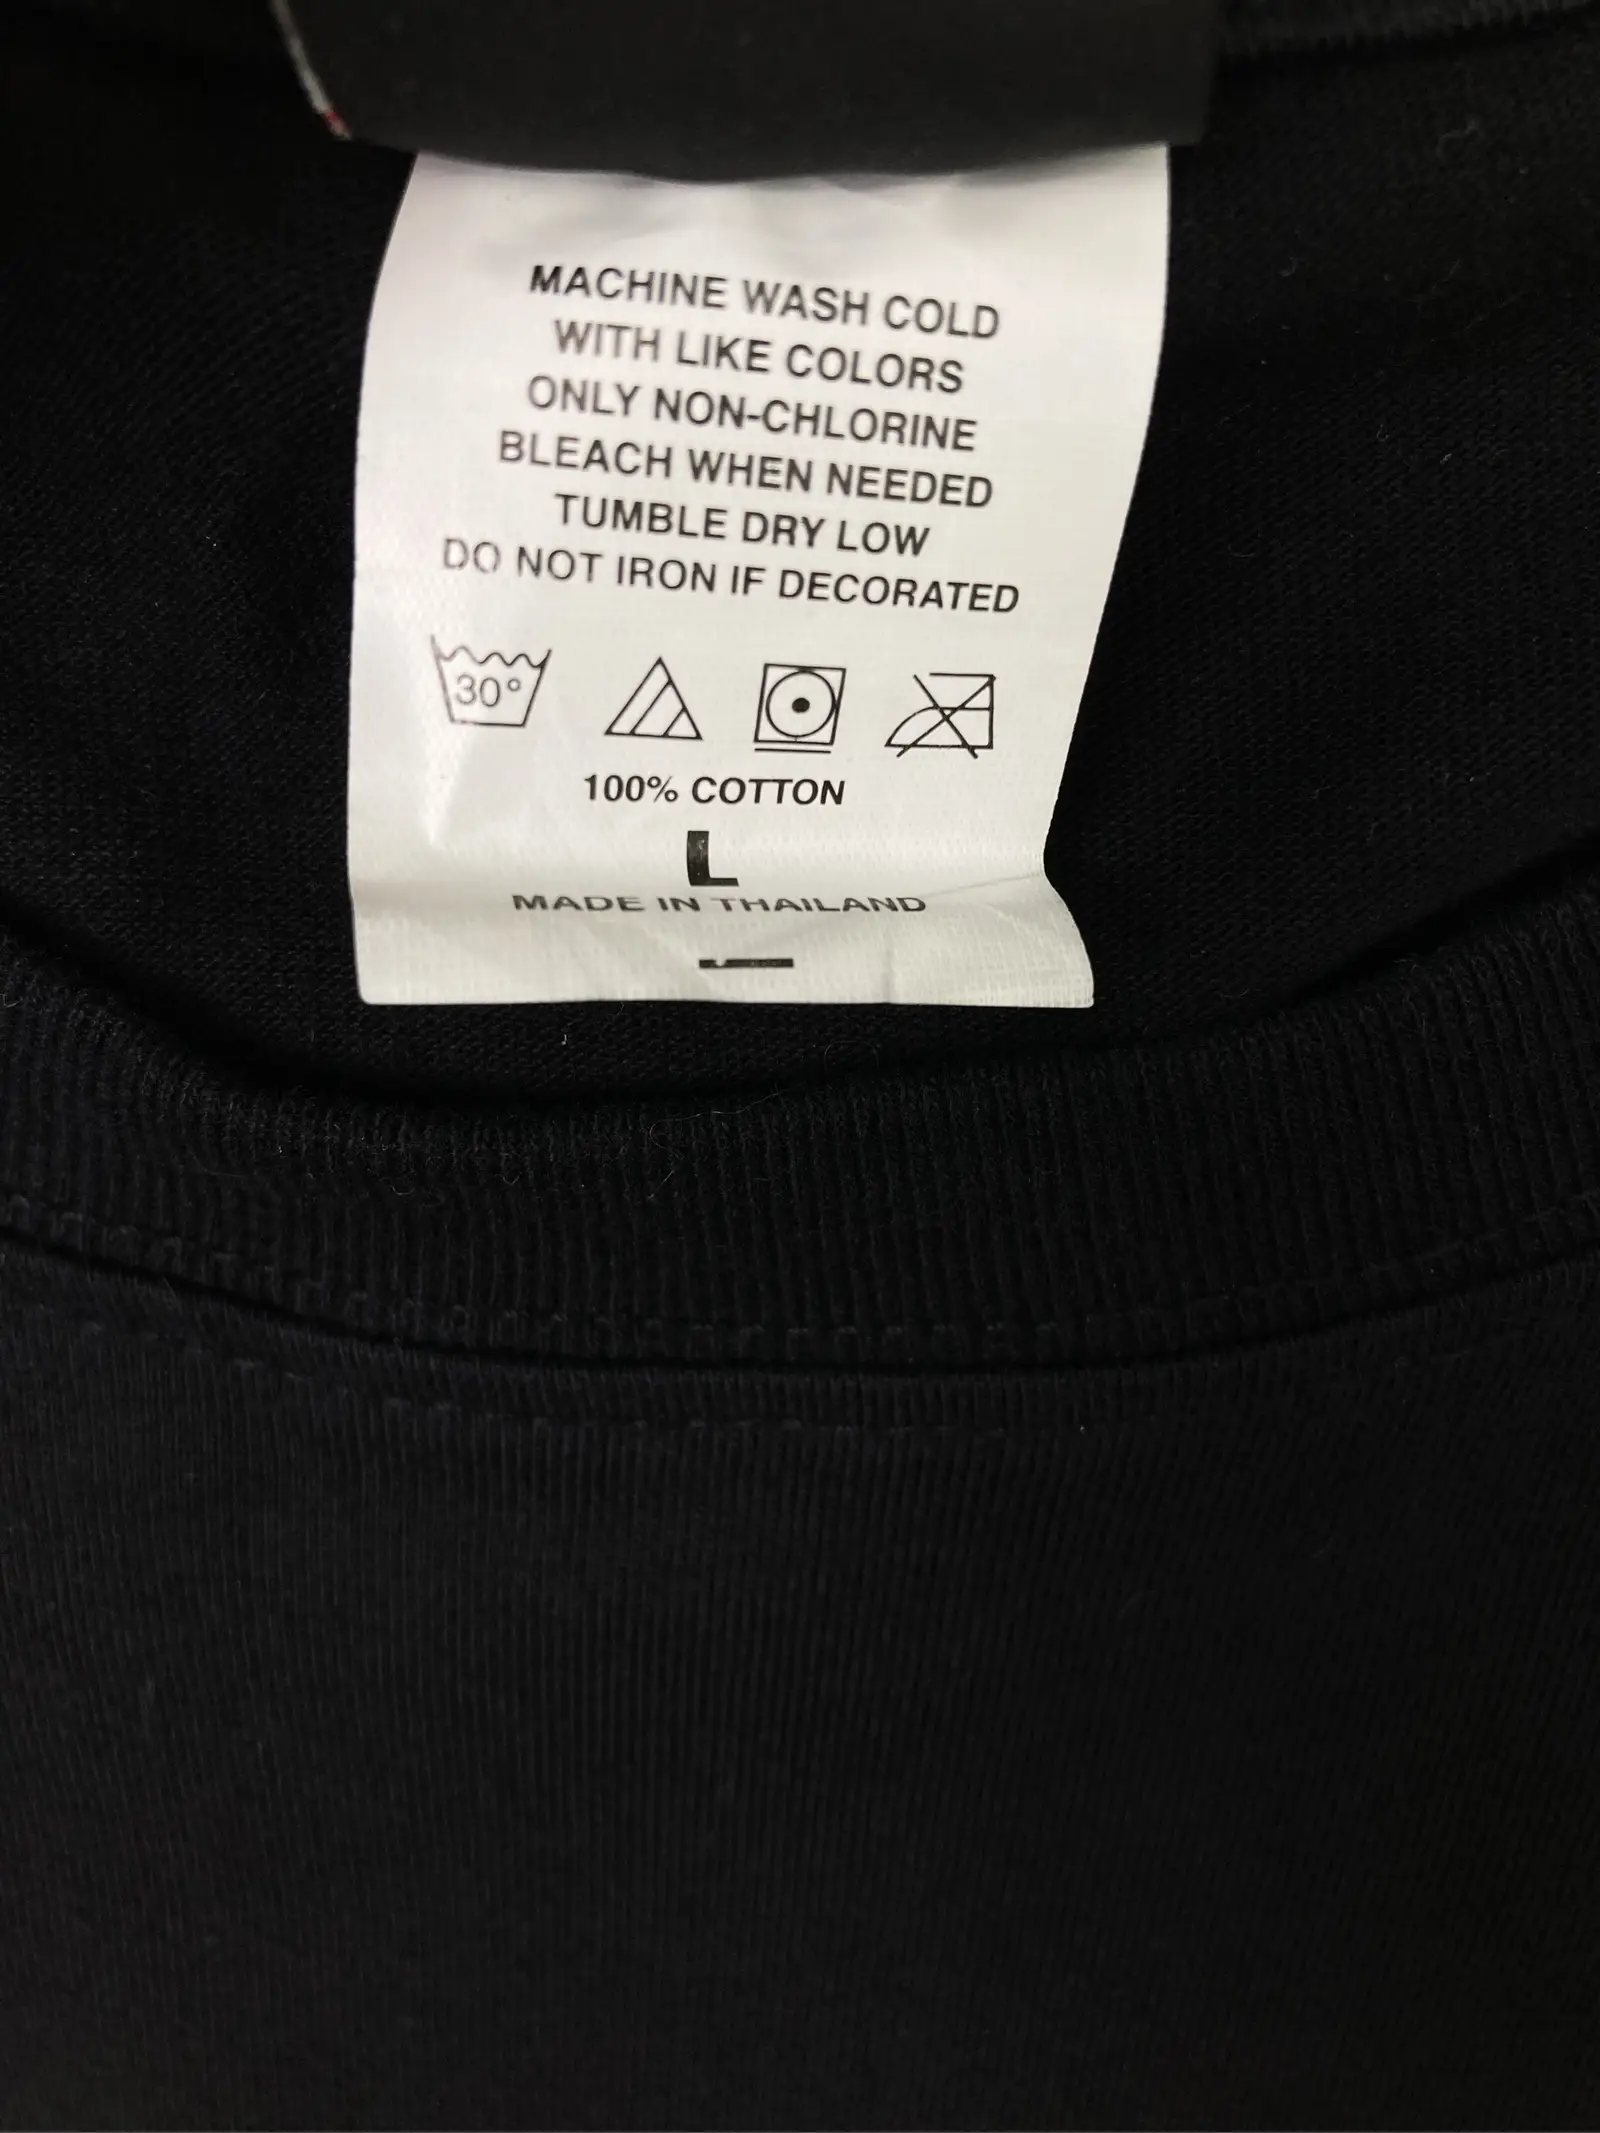 MACHINE WASH COLD
WITH LIKE COLORS
ONLY NON-CHLORINE
BLEACH WHEN NEEDED
TUMBLE DRY LOW
DO NOT IRON IF DECORATED
30°
100% COTTON
L
MADE IN THAILAND